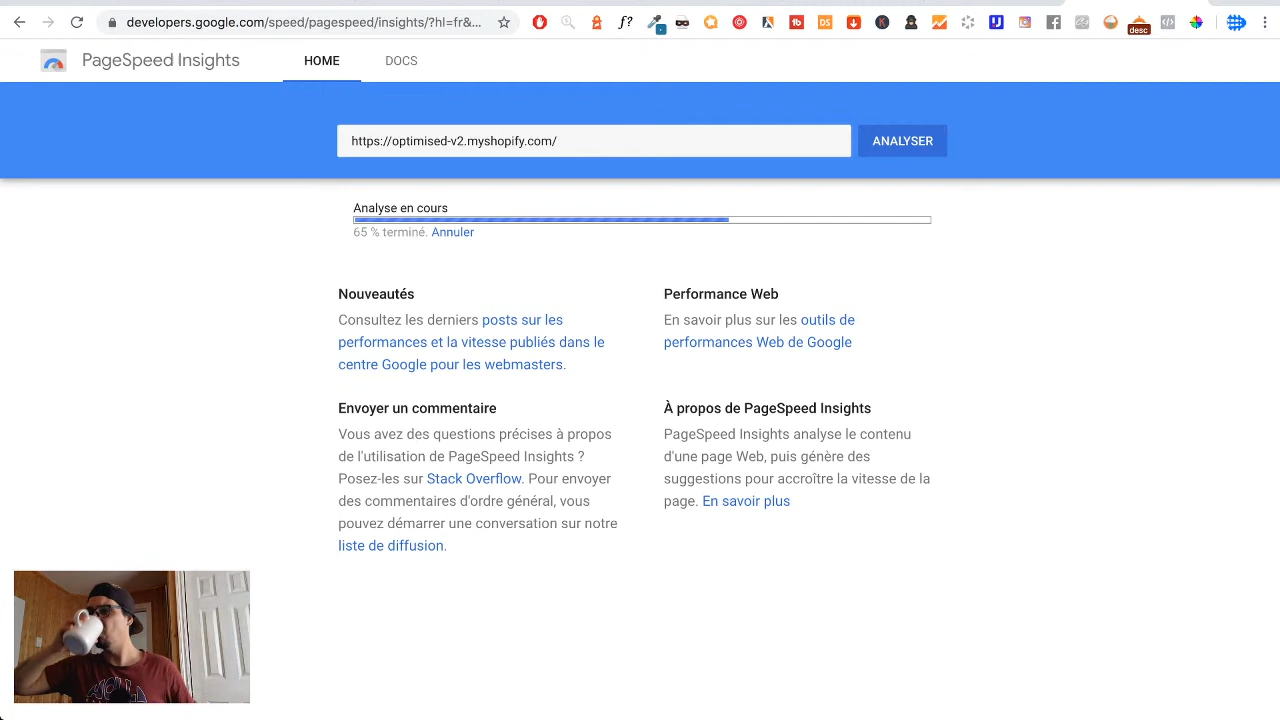 developers.google.com/speed/pagespeed/insights/?hl=fr&...
desc
PageSpeed Insights
HOME
DOCS
https://optimised-v2.myshopify.com/
ANALYSER
Analyse en cours
65 % terminé. Annuler
Nouveautés
Consultez les derniers posts sur les
performances et la vitesse publiés dans le
centre Google pour les webmasters.
Performance Web
En savoir plus sur les outils de
performances Web de Google
Envoyer un commentaire
Vous avez des questions précises à propos
de l'utilisation de PageSpeed Insights ?
Posez-les sur Stack Overflow. Pour envoyer
des commentaires d'ordre général, vous
pouvez démarrer une conversation sur notre
liste de diffusion.
À propos de PageSpeed Insights
PageSpeed Insights analyse le contenu
d'une page Web, puis génère des
suggestions pour accroître la vitesse de la
page. En savoir plus